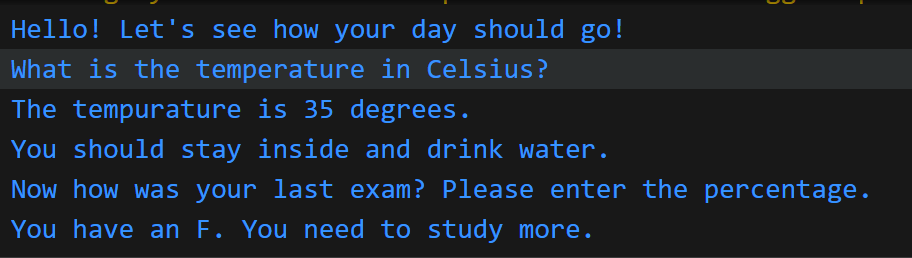 Hello! Let's see how your day should go!
What is the temperature in Celsius?
The tempurature is 35 degrees.
You should stay inside and drink water.
Now how was your last exam? Please enter the percentage.
You have an F. You need to study more.